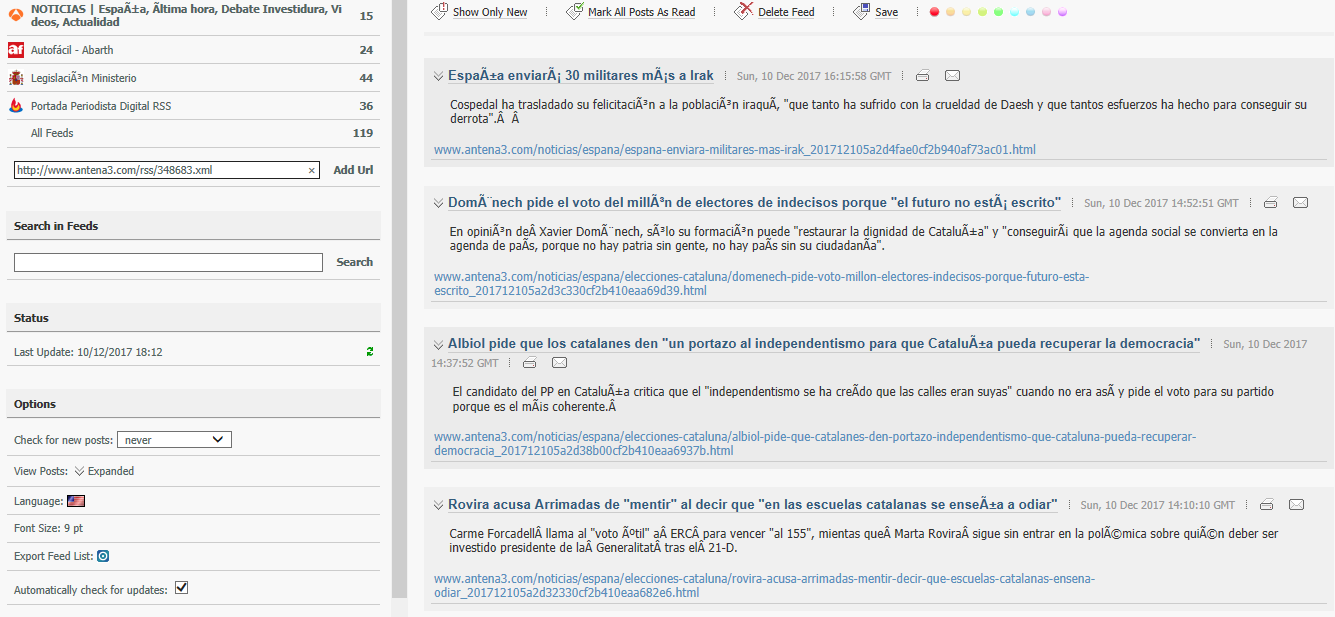 NOTICIAS | EspaÃ±a, Ãltima hora, Debate Investidura, Vi
deos, Actualidad
15
Autofácil - Abarth
24
LegislaciÃ³n Ministerio
44
Portada Periodista Digital RSS
36
All Feeds
119
http://www.antena3.com/rss/348683.xml
×
Add Url
Search in Feeds
Search
Status
Last Update: 10/12/2017 18:12
Options
Check for new posts: never
View Posts: Expanded
Language:
Font Size: 9 pt
Export Feed List:
Automatically check for updates:
Show Only New
Mark All Posts As Read
Delete Feed
Save
EspaÃ±a enviarÃ¡ 30 militares mÃ¡s a Irak
Sun, 10 Dec 2017 16:15:58 GMT
Cospedal ha trasladado su felicitaciÃ³n a la poblaciÃ³n iraquÃ­, "que tanto ha sufrido con la crueldad de Daesh y que tantos esfuerzos ha hecho para conseguir su
derrota".Â Â
www.antena3.com/noticias/espana/espana-enviara-militares-mas-irak_201712105a2d4fae0cf2b940af73ac01.html
DomÃ¨nech pide el voto del millÃ³n de electores de indecisos porque "el futuro no estÃ¡ escrito"
Sun, 10 Dec 2017 14:52:51 GMT
En opiniÃ³n deÂ Xavier DomÃ¨nech, sÃ³lo su formaciÃ³n puede "restaurar la dignidad de CataluÃ±a" y "conseguirÃ¡ que la agenda social se convierta en la
agenda de paÃ­s, porque no hay patria sin gente, no hay paÃ­s sin su ciudadanÃ­a".
www.antena3.com/noticias/espana/elecciones-cataluna/domenech-pide-voto-millon-electores-indecisos-porque-futuro-esta-
escrito_201712105a2d3c330cf2b410eaa69d39.html
Albiol pide que los catalanes den "un portazo al independentismo para que CataluÃ±a pueda recuperar la democracia"
Sun, 10 Dec 2017
14:37:52 GMT
El candidato del PP en CataluÃ±a critica que el "independentismo se ha creÃ­do que las calles eran suyas" cuando no era asÃ­ y pide el voto para su partido
porque es el mÃ¡s coherente.Â
www.antena3.com/noticias/espana/elecciones-cataluna/albiol-pide-que-catalanes-den-portazo-independentismo-que-cataluna-pueda-recuperar-
democracia_201712105a2d38b00cf2b410eaa6937b.html
Rovira acusa Arrimadas de "mentir" al decir que "en las escuelas catalanas se enseÃ±a a odiar"
Sun, 10 Dec 2017 14:10:10 GMT
Carme ForcadellÂ llama al "voto Ãºtil" aÂ ERCÂ para vencer "al 155", mientas queÂ Marta RoviraÂ sigue sin entrar en la polÃ©mica sobre quiÃ©n deber ser
investido presidente de laÂ GeneralitatÂ tras elÂ 21-D.
www.antena3.com/noticias/espana/elecciones-cataluna/rovira-acusa-arrimadas-mentir-decir-que-escuelas-catalanas-ensena-
odiar_201712105a2d32330cf2b410eaa682e6.html